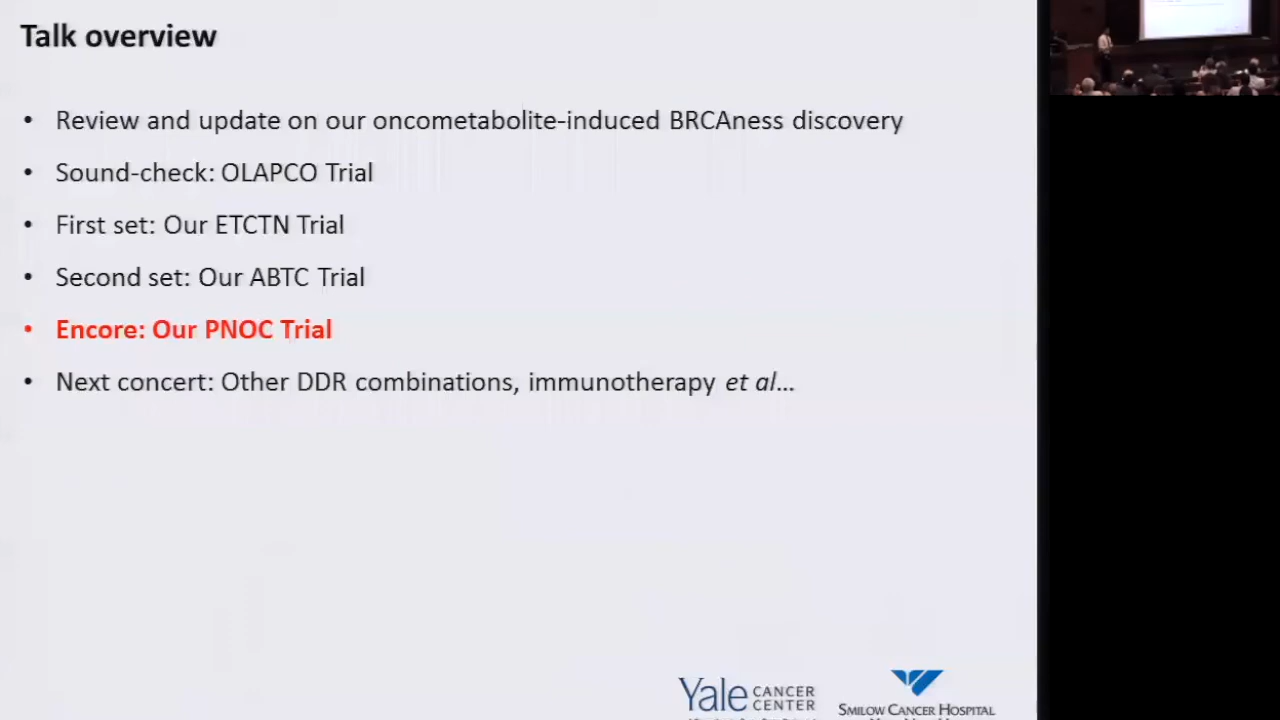 Talk overview
• Review and update on our oncometabolite-induced BRCAness discovery
• Sound-check: OLAPCO Trial
• First set: Our ETCTN Trial
• Second set: Our ABTC Trial
• Encore: Our PNOC Trial
• Next concert: Other DDR combinations, immunotherapy et al...
Yale CANCER CENTER
SMILOW CANCER HOSPITAL